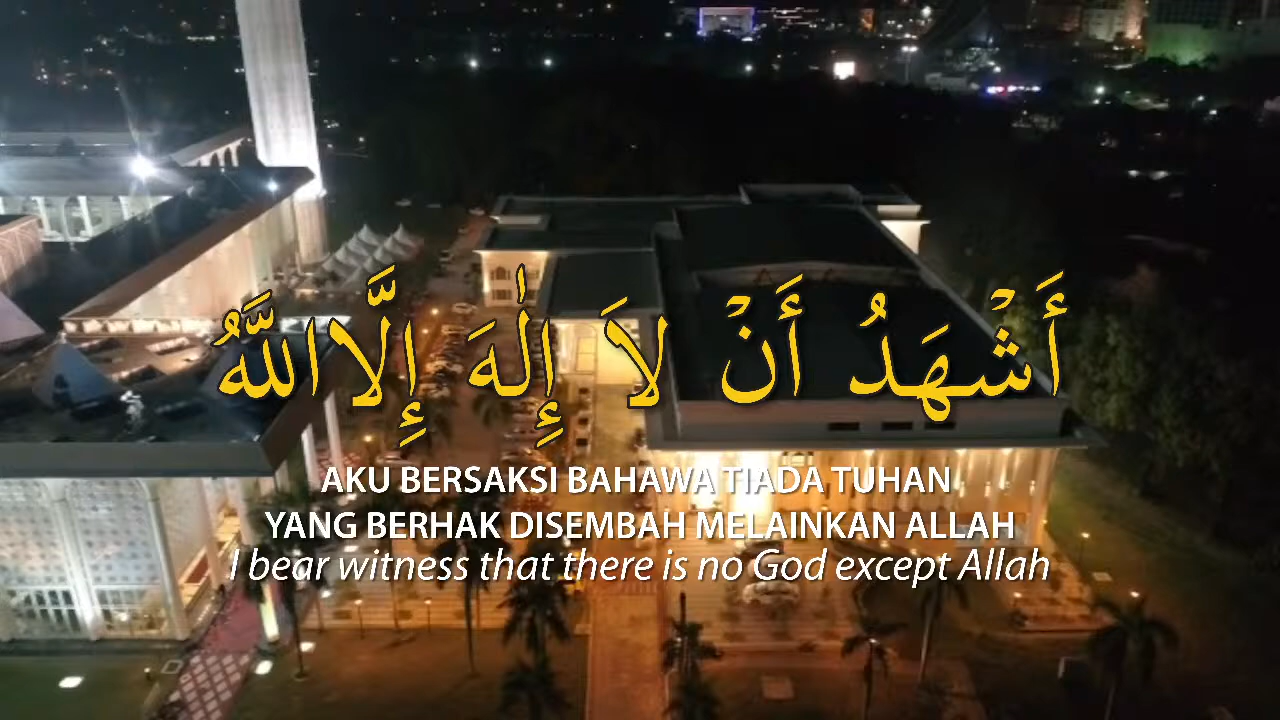 أَشْهَدُ أَنْ لاَ إِلٰهَ إِلَّا اللَّهُ
AKU BERSAKSI BAHAWA TIADA TUHAN
YANG BERHAK DISEMBAH MELAINKAN ALLAH
I bear witness that there is no God except Allah